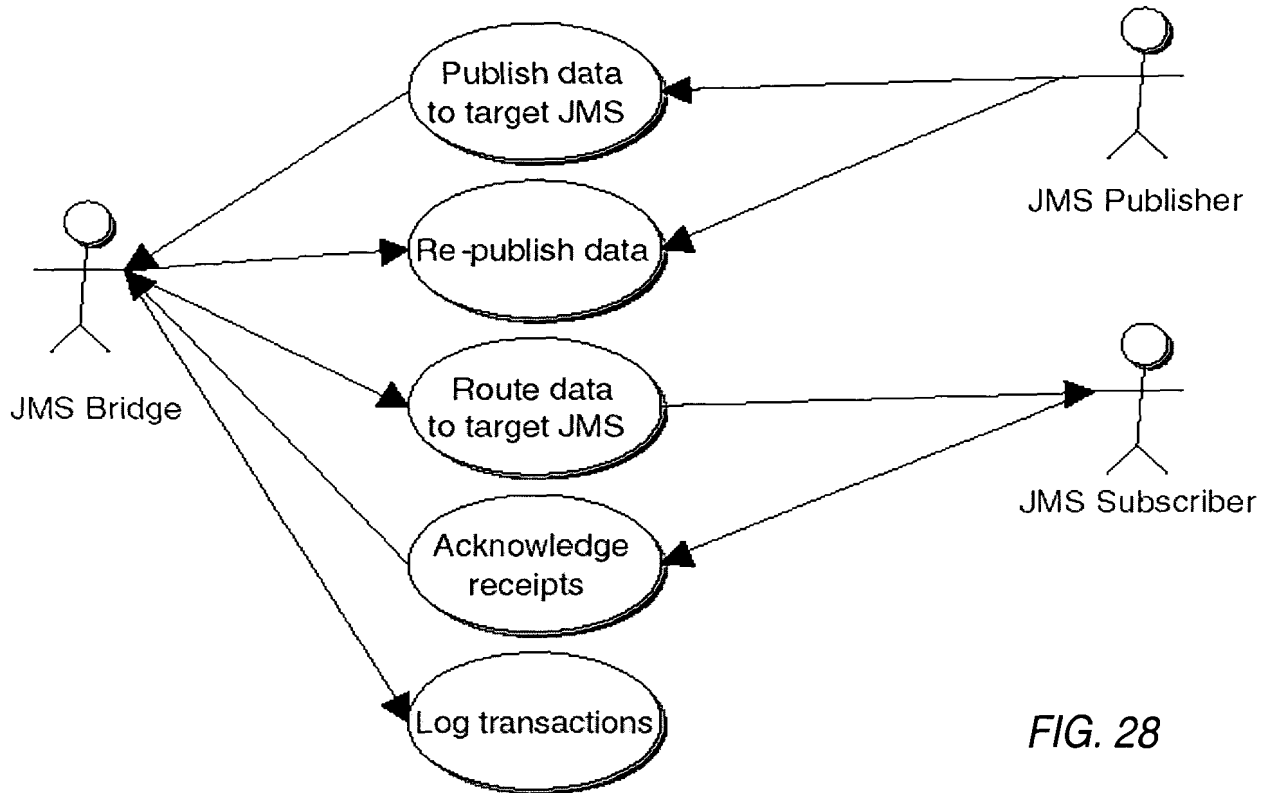 Publish data
to target JMS
JMS Publisher
Re-publish data
JMS Bridge
Route data
to target JMS
JMS Subscriber
Acknowledge
receipts
Log transactions
FIG. 28